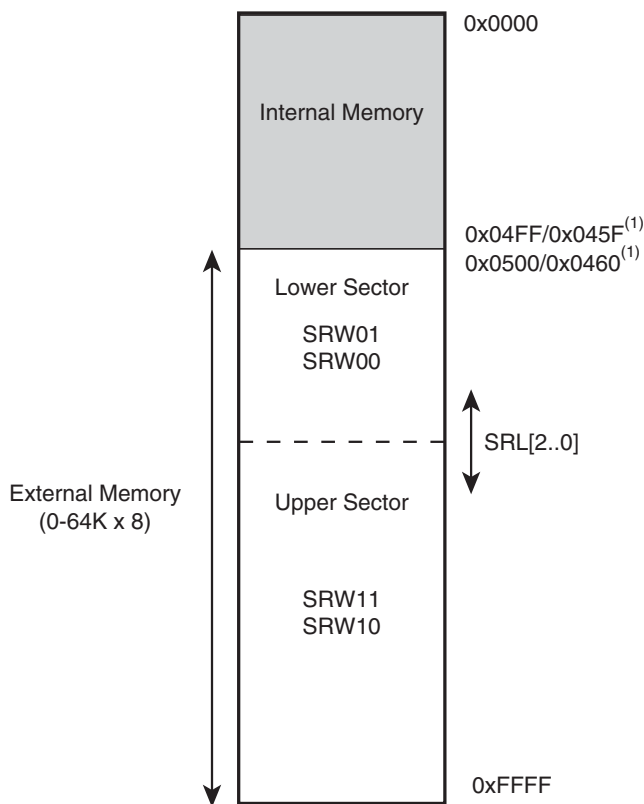 0x0000
Internal Memory
0x04FF/0x045F(1)
0x0500/0x0460(1)
Lower Sector
SRW01
SRW00
SRL[2..0]
External Memory
(0-64K x 8)
Upper Sector
SRW11
SRW10
0xFFFF